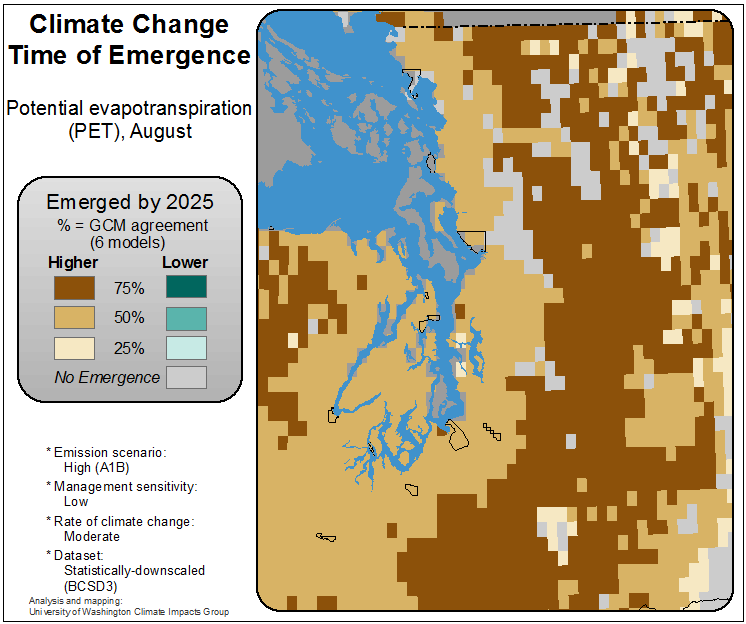 Climate Change
Time of Emergence
Potential evapotranspiration
(PET), August
Emerged by 2025
% = GCM agreement
(6 models)
Higher Lower
75%
50%
25%
No Emergence
* Emission scenario:
High (A1B)
* Management sensitivity:
Low
* Rate of climate change:
Moderate
* Dataset:
Statistically-downscaled
(BCSD3)
Analysis and mapping:
University of Washington Climate Impacts Group